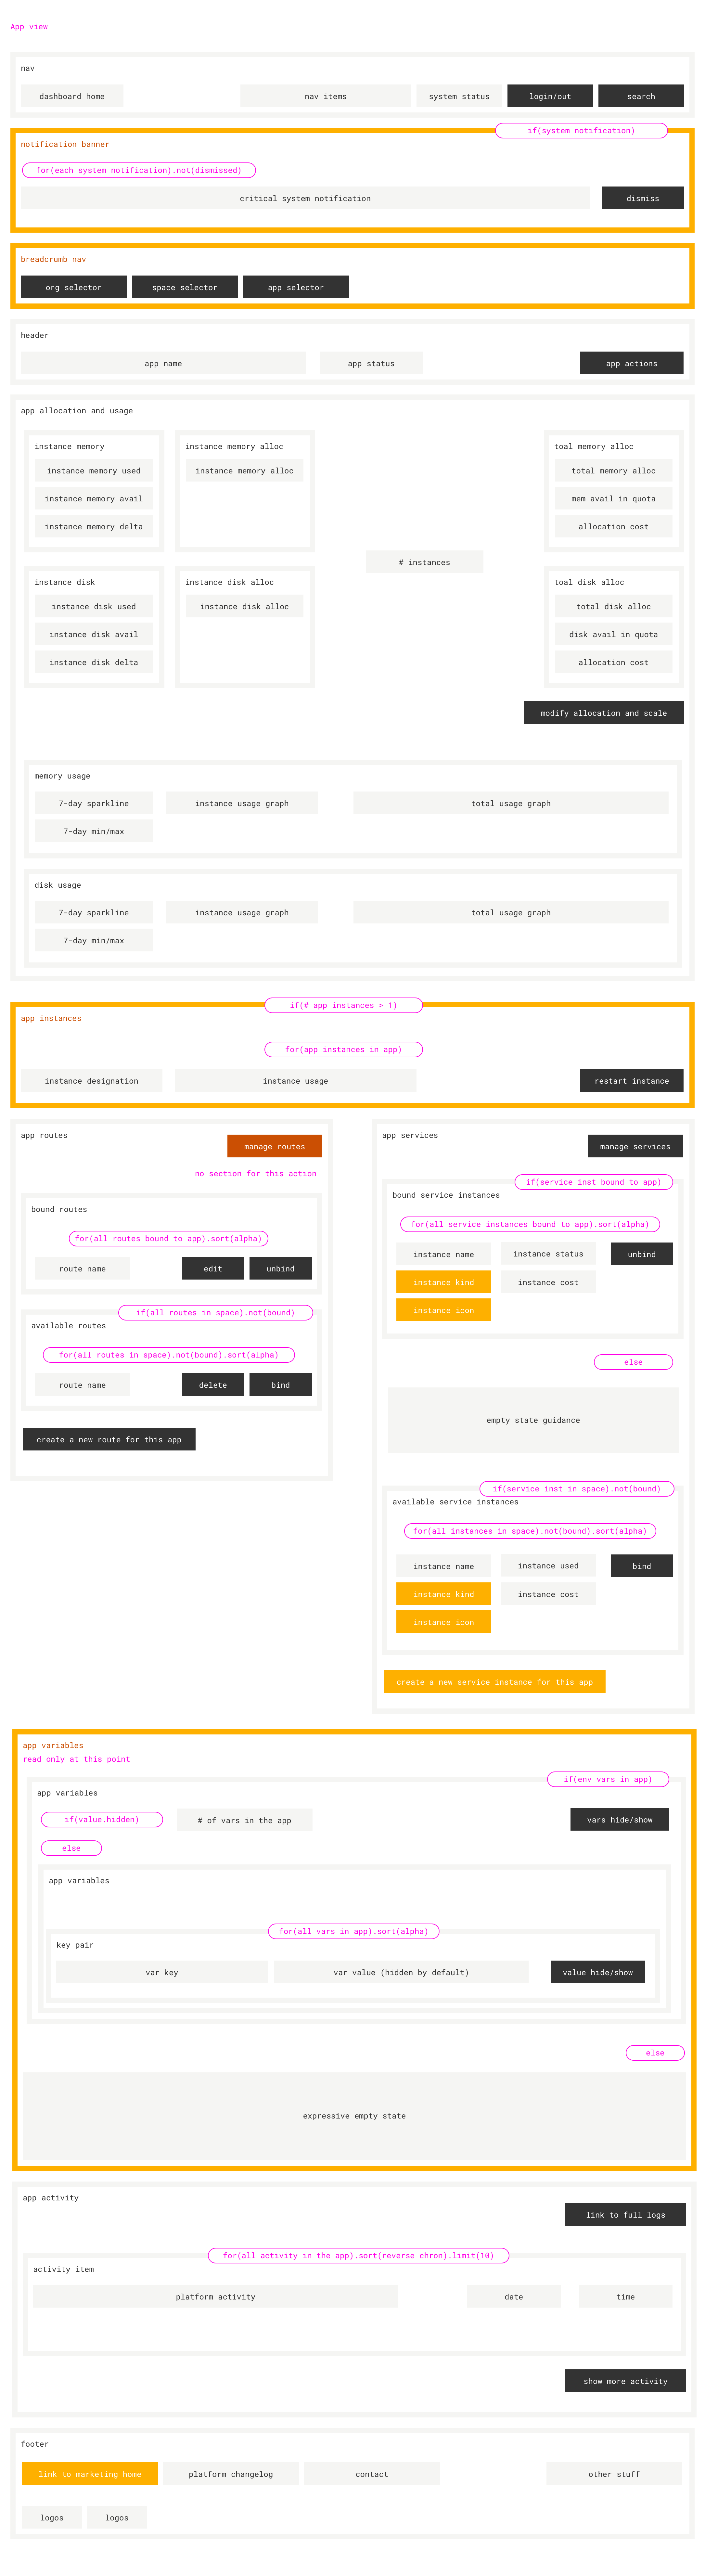 App view
nav
dashboard home
nav items
system status
login/out
search
if(system notification)
notification banner
for(each system notification).not(dismissed)
critical system notification
dismiss
breadcrumb nav
org selector
space selector
app selector
header
app name
app status
app actions
app allocation and usage
instance memory
instance memory used
instance memory avail
instance memory delta
instance memory alloc
instance memory alloc
toal memory alloc
total memory alloc
mem avail in quota
allocation cost
# instances
instance disk
instance disk used
instance disk avail
instance disk delta
instance disk alloc
instance disk alloc
toal disk alloc
total disk alloc
disk avail in quota
allocation cost
modify allocation and scale
memory usage
7-day sparkline
instance usage graph
total usage graph
7-day min/max
disk usage
7-day sparkline
instance usage graph
total usage graph
7-day min/max
if(# app instances > 1)
app instances
for(app instances in app)
instance designation
instance usage
restart instance
app routes
manage routes
no section for this action
bound routes
for(all routes bound to app).sort(alpha)
route name
edit
unbind
if(all routes in space).not(bound)
available routes
for(all routes in space).not(bound).sort(alpha)
route name
delete
bind
create a new route for this app
app services
manage services
if(service inst bound to app)
bound service instances
for(all service instances bound to app).sort(alpha)
instance name
instance status
unbind
instance kind
instance cost
instance icon
else
empty state guidance
if(service inst in space).not(bound)
available service instances
for(all instances in space).not(bound).sort(alpha)
instance name
instance used
bind
instance kind
instance cost
instance icon
create a new service instance for this app
app variables
read only at this point
if(env vars in app)
app variables
if(value.hidden)
# of vars in the app
vars hide/show
else
app variables
for(all vars in app).sort(alpha)
key pair
var key
var value (hidden by default)
value hide/show
else
expressive empty state
app activity
link to full logs
for(all activity in the app).sort(reverse chron).limit(10)
activity item
platform activity
date
time
show more activity
footer
link to marketing home
platform changelog
contact
other stuff
logos
logos